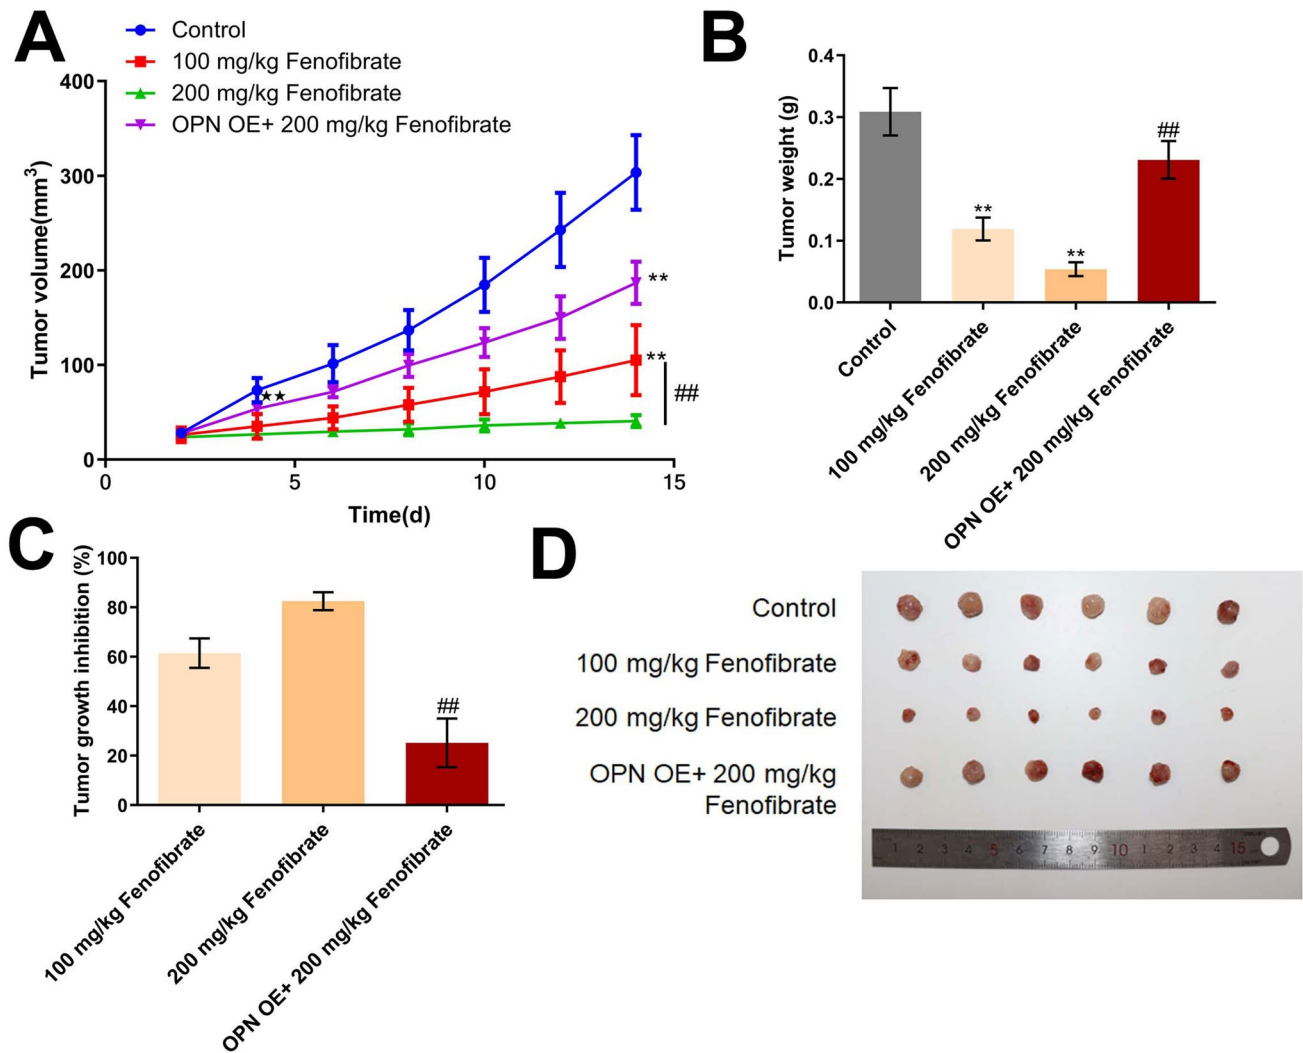 A
Control
100 mg/kg Fenofibrate
200 mg/kg Fenofibrate
OPN OE+ 200 mg/kg Fenofibrate
400
300
200
100
0
Tumor volume(mm³)
**
**
★★
##
0
5
10
15
Time(d)
B
0.4
0.3
0.2
0.1
0.0
Tumor weight (g)
**
**
##
Control
100 mg/kg Fenofibrate
200 mg/kg Fenofibrate
OPN OE+ 200 mg/kg Fenofibrate
C
100
80
60
40
20
0
Tumor growth inhibition (%)
##
100 mg/kg Fenofibrate
200 mg/kg Fenofibrate
OPN OE+ 200 mg/kg Fenofibrate
D
Control
100 mg/kg Fenofibrate
200 mg/kg Fenofibrate
OPN OE+ 200 mg/kg
Fenofibrate
1 2 3 4 5 6 7 8 9 10 1 2 3 4 15